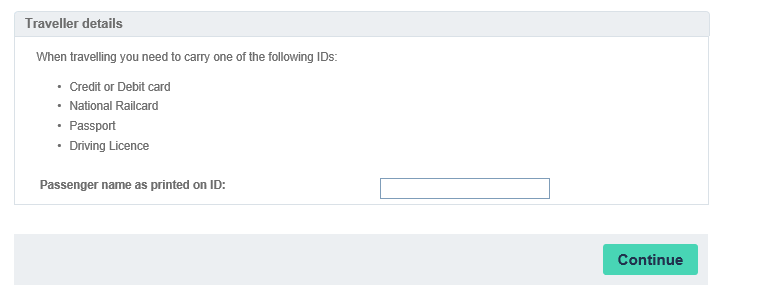 Traveller details
When travelling you need to carry one of the following IDs:
• Credit or Debit card
• National Railcard
• Passport
• Driving Licence
Passenger name as printed on ID:
Continue